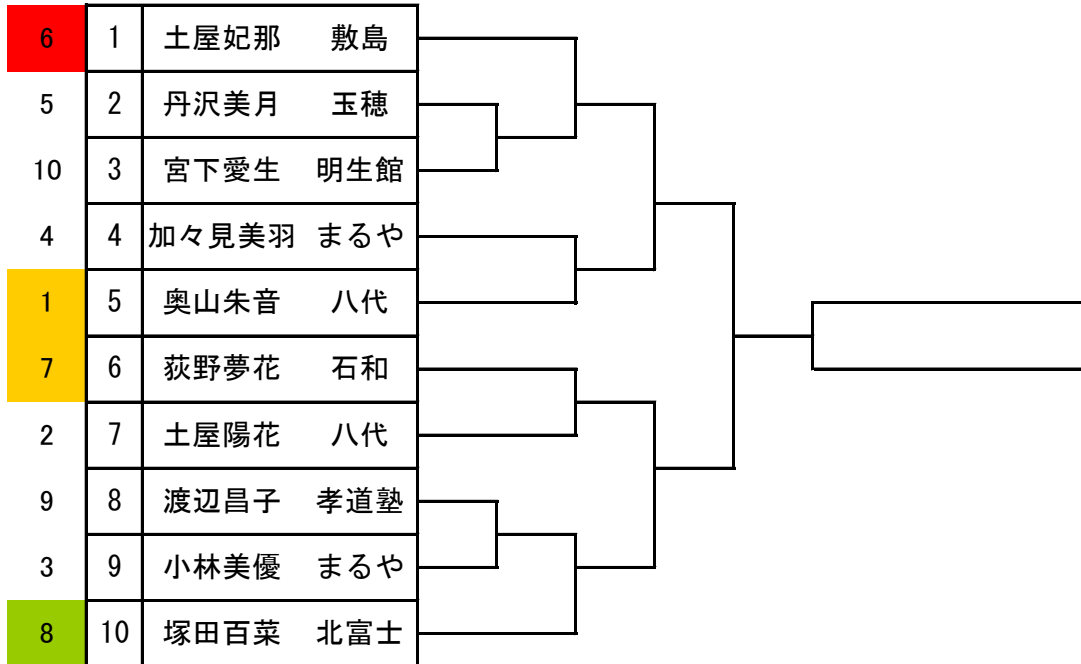 6 1 土屋妃那 敷島
5 2 丹沢美月 玉穂
10 3 宮下愛生 明生館
4 4 加々見美羽 まるや
1 5 奥山朱音 八代
7 6 荻野夢花 石和
2 7 土屋陽花 八代
9 8 渡辺昌子 孝道塾
3 9 小林美優 まるや
8 10 塚田百菜 北富士